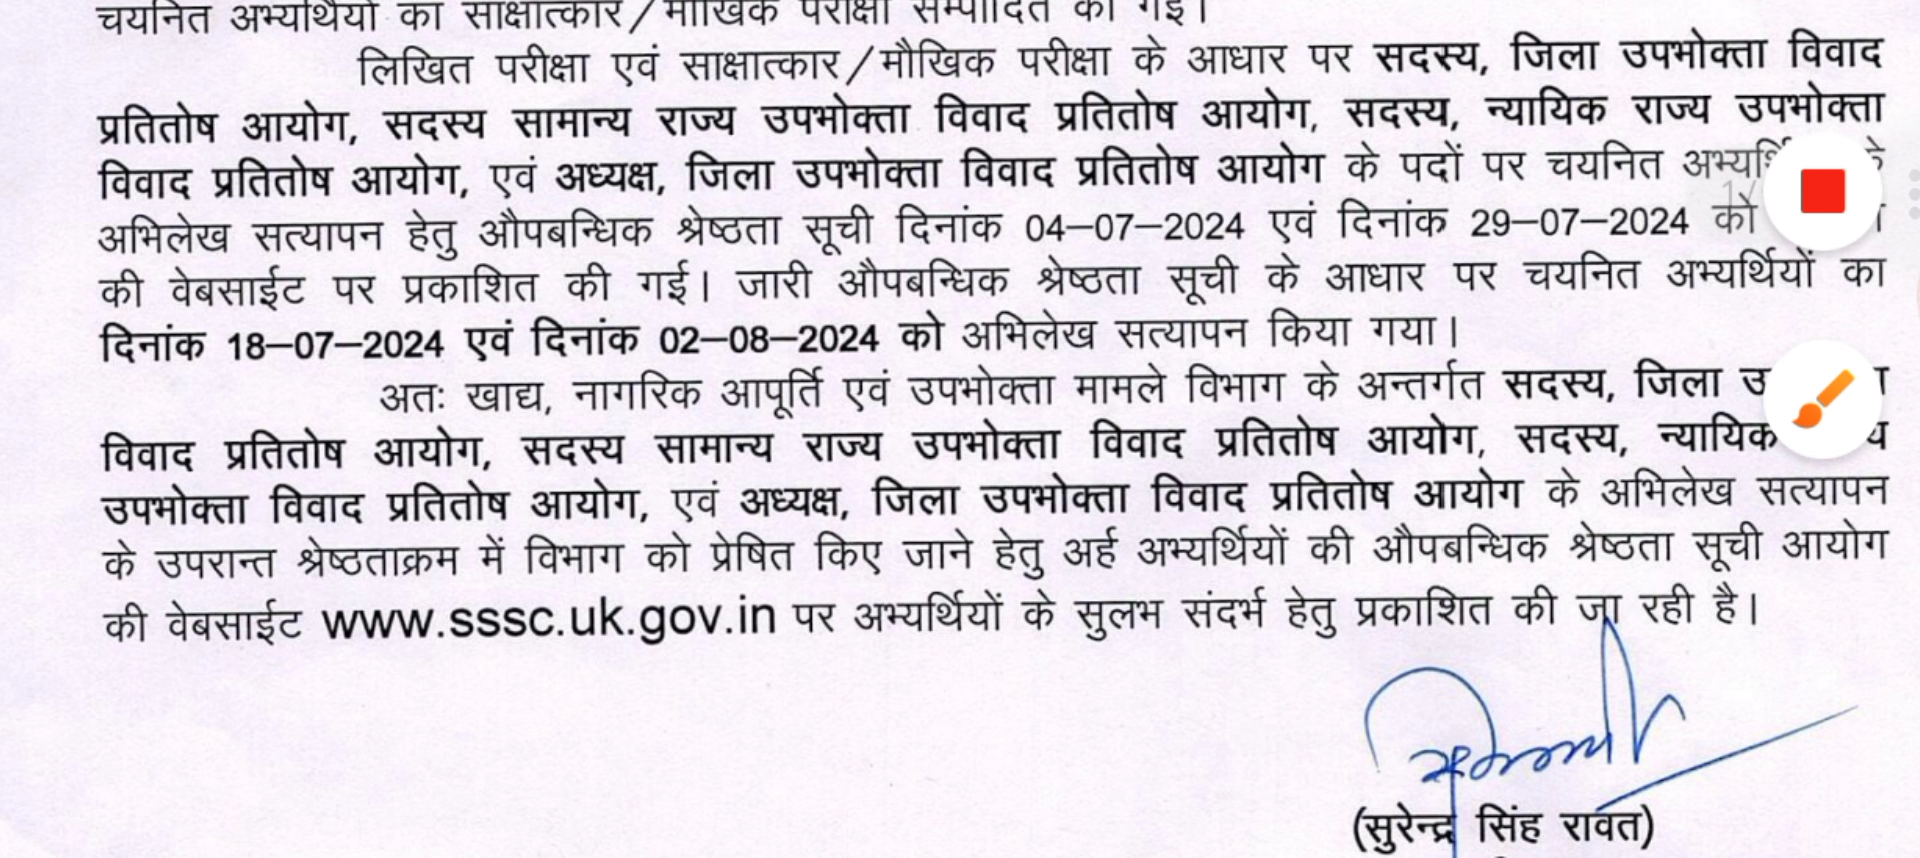 चयनित अभ्यर्थियों का साक्षात्कार/मौखिक परीक्षा सम्पादित की गई।
लिखित परीक्षा एवं साक्षात्कार/मौखिक परीक्षा के आधार पर सदस्य, जिला उपभोक्ता विवाद
प्रतितोष आयोग, सदस्य सामान्य राज्य उपभोक्ता विवाद प्रतितोष आयोग, सदस्य, न्यायिक राज्य उपभोक्ता
विवाद प्रतितोष आयोग, एवं अध्यक्ष, जिला उपभोक्ता विवाद प्रतितोष आयोग के पदों पर चयनित
अभिलेख सत्यापन हेतु औपबन्धिक श्रेष्ठता सूची दिनांक 04–07–2024 एवं दिनांक 29–07–2024 को
की वेबसाईट पर प्रकाशित की गई। जारी औपबन्धिक श्रेष्ठता सूची के आधार पर चयनित अभ्यर्थियों का
दिनांक 18–07–2024 एवं दिनांक 02–08–2024 को अभिलेख सत्यापन किया गया।
अतः खाद्य, नागरिक आपूर्ति एवं उपभोक्ता मामले विभाग के अन्तर्गत सदस्य, जिला
विवाद प्रतितोष आयोग, सदस्य सामान्य राज्य उपभोक्ता विवाद प्रतितोष आयोग, सदस्य, न्यायिक
उपभोक्ता विवाद प्रतितोष आयोग, एवं अध्यक्ष, जिला उपभोक्ता विवाद प्रतितोष आयोग के अभिलेख सत्यापन
के उपरान्त श्रेष्ठताक्रम में विभाग को प्रेषित किए जाने हेतु अर्ह अभ्यर्थियों की औपबन्धिक श्रेष्ठता सूची आयोग
की वेबसाईट www.sssc.uk.gov.in पर अभ्यर्थियों के सुलभ संदर्भ हेतु प्रकाशित की जा रही है।
(सुरेन्द्र सिंह रावत)